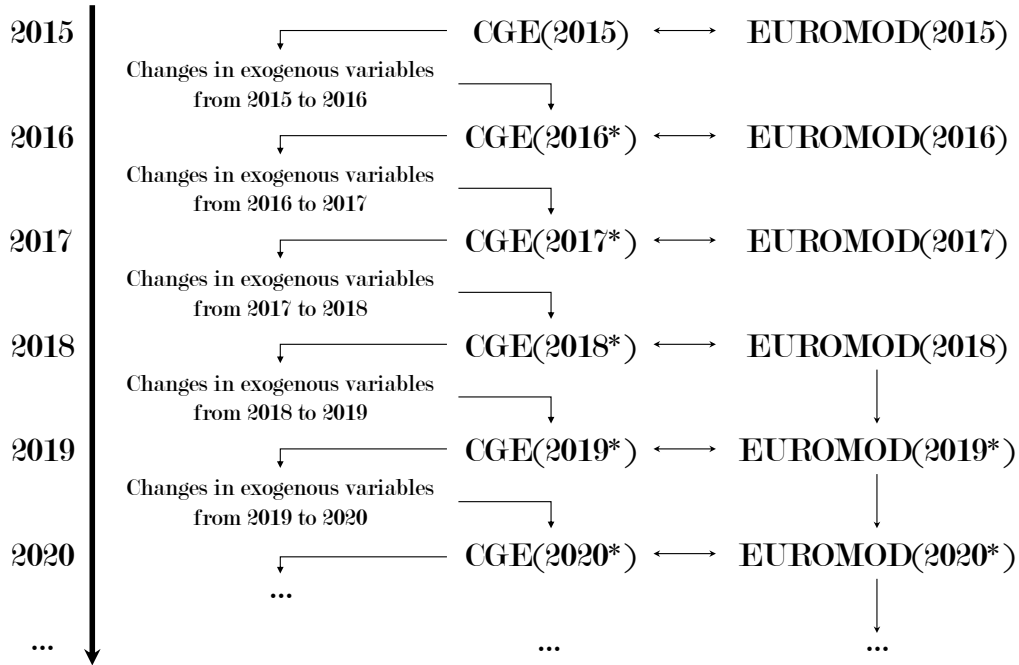 2015 CGE(2015) EUROMOD(2015)
Changes in exogenous variables
from 2015 to 2016
2016 CGE(2016*) EUROMOD(2016)
Changes in exogenous variables
from 2016 to 2017
2017 CGE(2017*) EUROMOD(2017)
Changes in exogenous variables
from 2017 to 2018
2018 CGE(2018*) EUROMOD(2018)
Changes in exogenous variables
from 2018 to 2019
2019 CGE(2019*) EUROMOD(2019*)
Changes in exogenous variables
from 2019 to 2020
2020 CGE(2020*) EUROMOD(2020*)
...
... ... ...